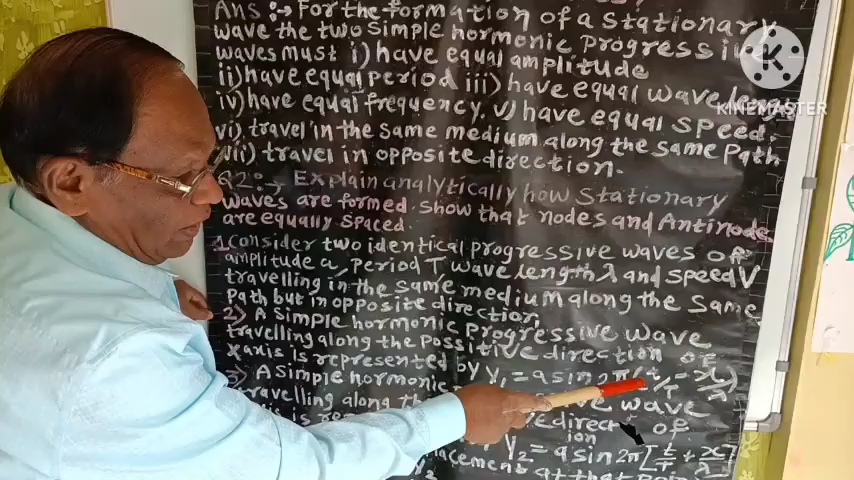 Ans :→ For the formation of a stationary
wave the two simple hormonic progressive
waves must i) have equal amplitude
ii) have equal period iii) have equal wave
iv) have equal frequency. v) have equal speed.
vi) travel in the same medium along the same Path
vii) travel in opposite direction.
Q2:→ Explain analytically how stationary
waves are formed show that nodes and Antinode
are equally spaced.
1 Consider two identical progressive waves of
amplitude a, period T wave length λ and speed V
travelling in the same medium along the same
Path but in opposite direction.
2) A simple hormonic progressive wave
travelling along the possitive direction of
x axis is represented by Y1 = a sin 2π (t/T - x/λ)
3) A simple hormonic wave
travelling along direction of
Y2 = a sin 2π [t/T + x/λ]
at that
KINEMASTER